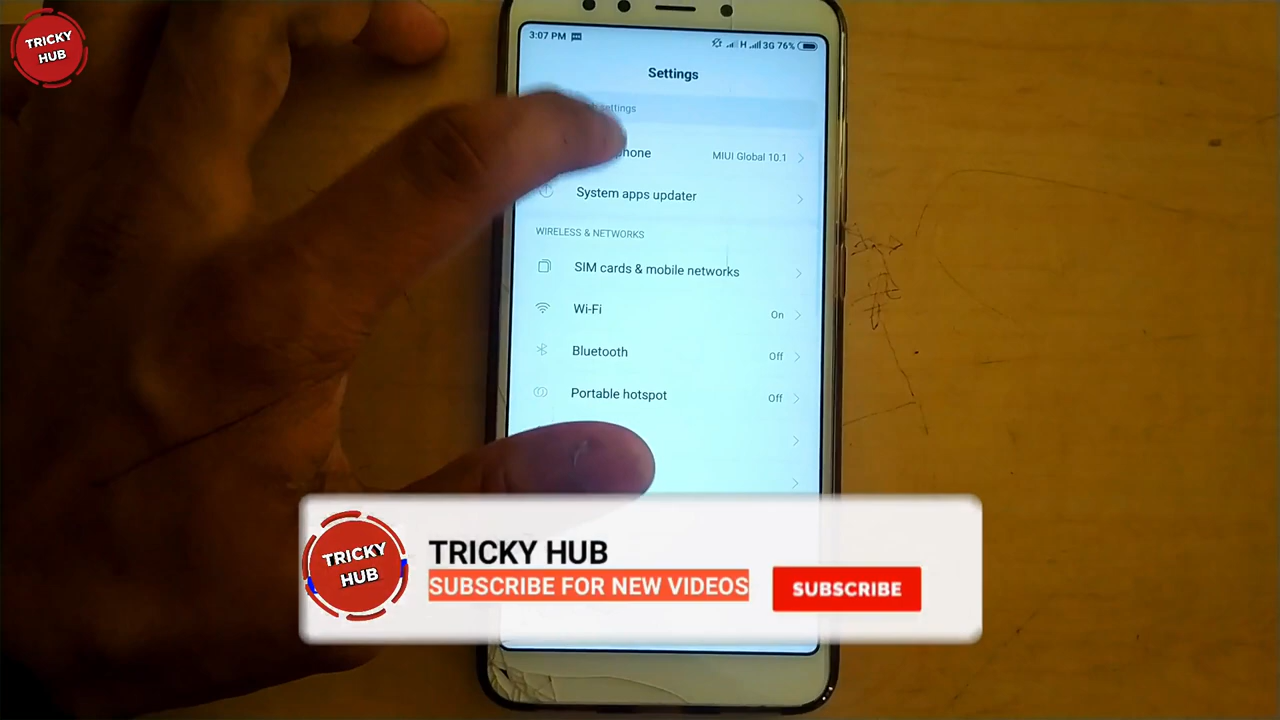 TRICKY
HUB
3:07 PM
H 3G 76%
Settings
settings
phone MIUI Global 10.1
System apps updater
WIRELESS & NETWORKS
SIM cards & mobile networks
Wi-Fi On
Bluetooth Off
Portable hotspot Off
TRICKY
HUB
TRICKY HUB
SUBSCRIBE FOR NEW VIDEOS
SUBSCRIBE